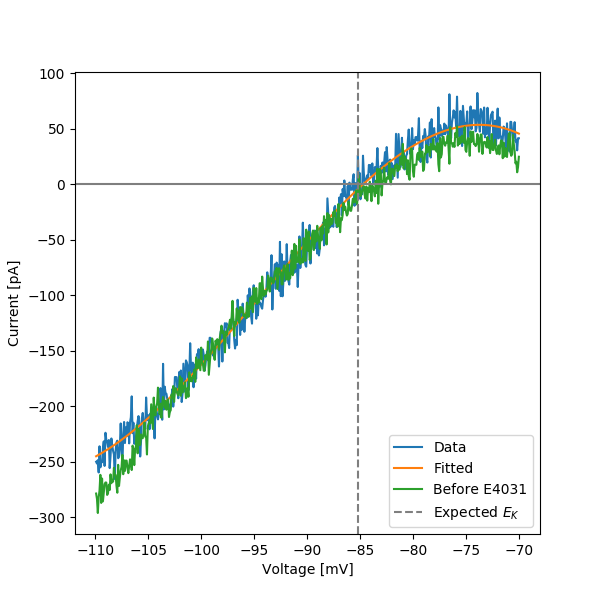 100
50
0
−50
−100
−150
−200
−250
−300
Current [pA]
Data
Fitted
Before E4031
Expected E_K
−110 −105 −100 −95 −90 −85 −80 −75 −70
Voltage [mV]